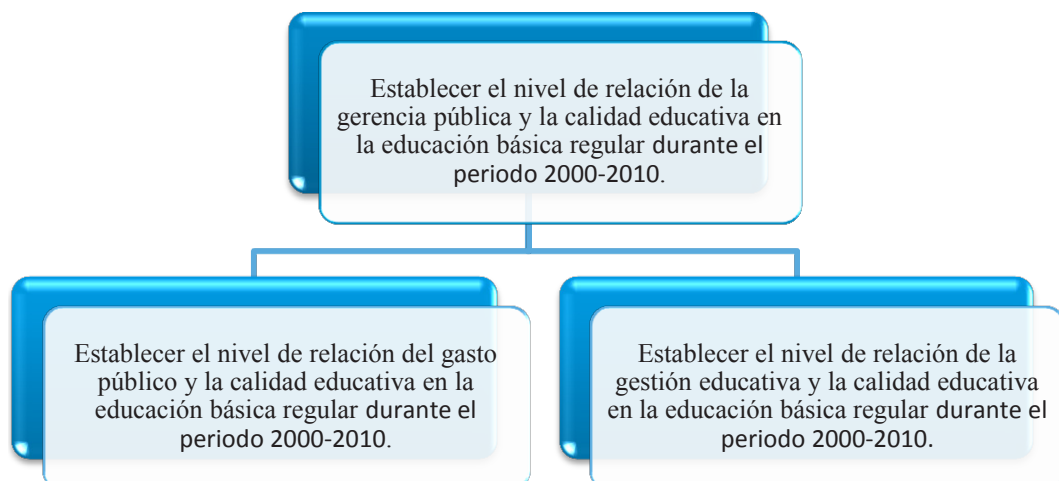 Establecer el nivel de relación de la
gerencia pública y la calidad educativa en
la educación básica regular durante el
periodo 2000-2010.
Establecer el nivel de relación del gasto
público y la calidad educativa en la
educación básica regular durante el
periodo 2000-2010.
Establecer el nivel de relación de la
gestión educativa y la calidad educativa
en la educación básica regular durante el
periodo 2000-2010.